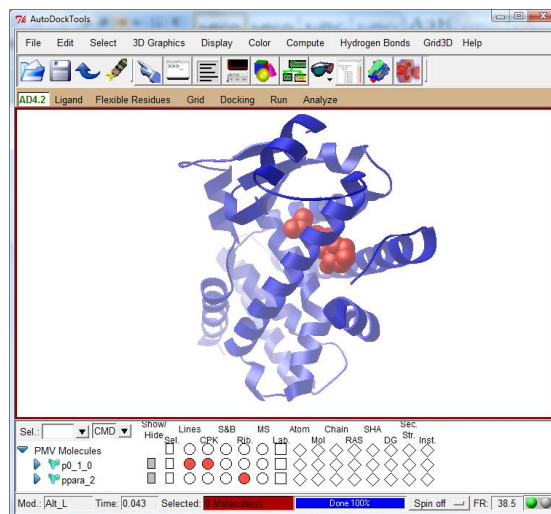 AutoDockTools
File Edit Select 3D Graphics Display Color Compute Hydrogen Bonds Grid3D Help
AD4.2 Ligand Flexible Residues Grid Docking Run Analyze
Sel.: CMD Show/ Lines S&B MS Atom Chain SHA Sec.
Hide Sel. CPK Rib. Lab. Mol RAS DG Str. Inst.
PMV Molecules
p0_1_0
ppara_2
Mod.: Alt_L Time: 0.043 Selected: 0 Molecule(s) Done 100% Spin off FR: 38.5